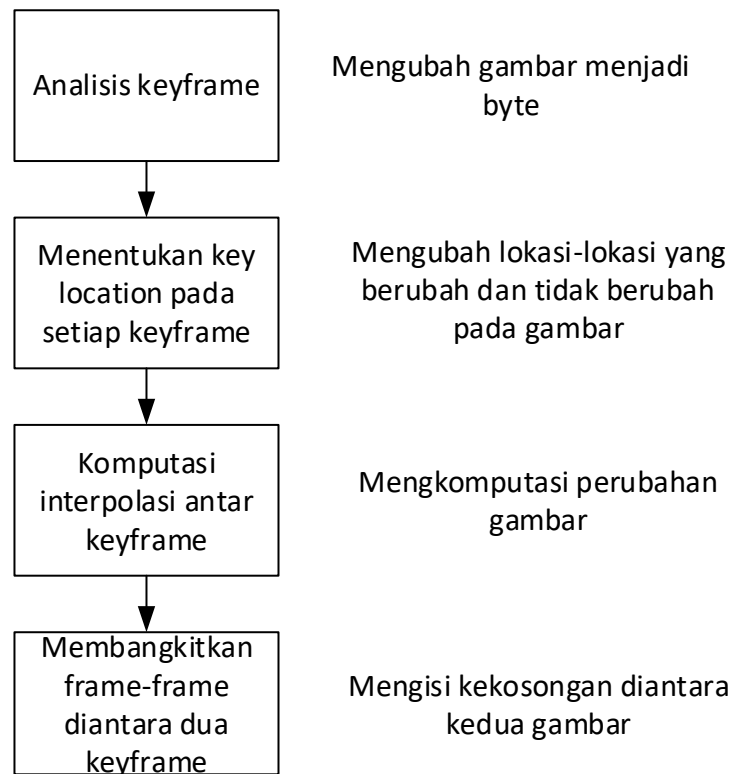 Analisis keyframe
Mengubah gambar menjadi
byte
Menentukan key
location pada
setiap keyframe
Mengubah lokasi-lokasi yang
berubah dan tidak berubah
pada gambar
Komputasi
interpolasi antar
keyframe
Mengkomputasi perubahan
gambar
Membangkitkan
frame-frame
diantara dua
keyframe
Mengisi kekosongan diantara
kedua gambar